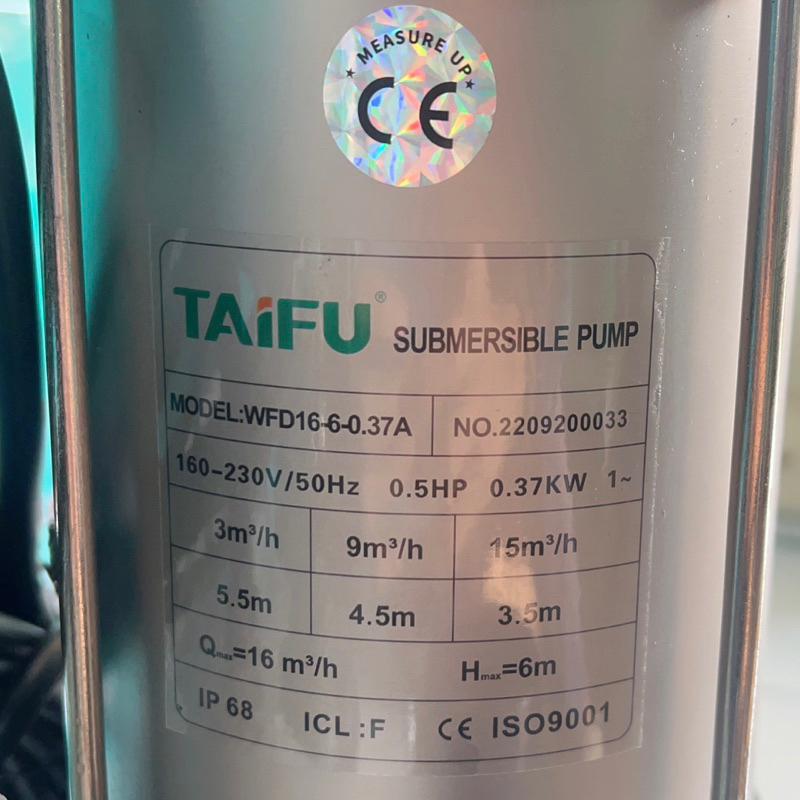 MEASURE UP
CE
TAiFU® SUBMERSIBLE PUMP
MODEL:WFD16-6-0.37A NO.2209200033
160-230V/50Hz 0.5HP 0.37KW 1~
3m³/h 9m³/h 15m³/h
5.5m 4.5m 3.5m
Qmax=16 m³/h Hmax=6m
IP 68 ICL :F CE ISO9001